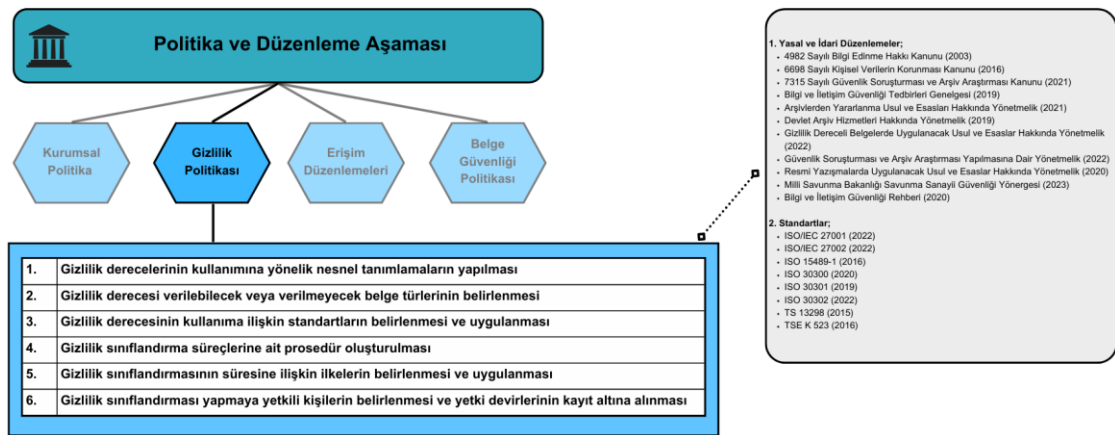 Politika ve Düzenleme Aşaması
Kurumsal
Politika
Gizlilik
Politikası
Erişim
Düzenlemeleri
Belge
Güvenliği
Politikası
1. Gizlilik derecelerinin kullanımına yönelik nesnel tanımlamaların yapılması
2. Gizlilik derecesi verilebilecek veya verilmeyecek belge türlerinin belirlenmesi
3. Gizlilik derecesinin kullanıma ilişkin standartların belirlenmesi ve uygulanması
4. Gizlilik sınıflandırma süreçlerine ait prosedür oluşturulması
5. Gizlilik sınıflandırmasının süresine ilişkin ilkelerin belirlenmesi ve uygulanması
6. Gizlilik sınıflandırması yapmaya yetkili kişilerin belirlenmesi ve yetki devirlerinin kayıt altına alınması
1. Yasal ve İdari Düzenlemeler;
• 4982 Sayılı Bilgi Edinme Hakkı Kanunu (2003)
• 6698 Sayılı Kişisel Verilerin Korunması Kanunu (2016)
• 7315 Sayılı Güvenlik Soruşturması ve Arşiv Araştırması Kanunu (2021)
• Bilgi ve İletişim Güvenliği Tedbirleri Genelgesi (2019)
• Arşivlerden Yararlanma Usul ve Esasları Hakkında Yönetmelik (2021)
• Devlet Arşiv Hizmetleri Hakkında Yönetmelik (2019)
• Gizlilik Dereceli Belgelerde Uygulanacak Usul ve Esaslar Hakkında Yönetmelik
(2022)
• Güvenlik Soruşturması ve Arşiv Araştırması Yapılmasına Dair Yönetmelik (2022)
• Resmi Yazışmalarda Uygulanacak Usul ve Esaslar Hakkında Yönetmelik (2020)
• Milli Savunma Bakanlığı Savunma Sanayii Güvenliği Yönergesi (2023)
• Bilgi ve İletişim Güvenliği Rehberi (2020)
2. Standartlar;
• ISO/IEC 27001 (2022)
• ISO/IEC 27002 (2022)
• ISO 15489-1 (2016)
• ISO 30300 (2020)
• ISO 30301 (2019)
• ISO 30302 (2022)
• TS 13298 (2015)
• TSE K 523 (2016)